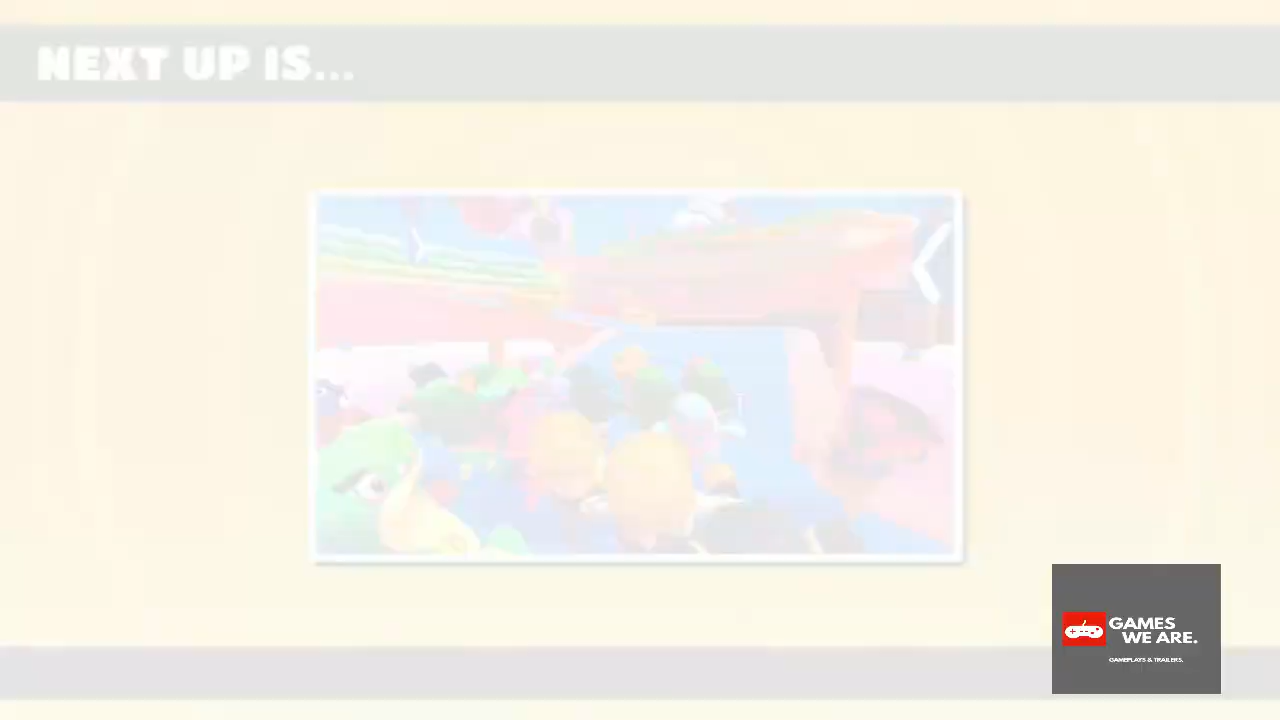 NEXT UP IS...
GAMES
WE ARE.
GAMEPLAYS & TRAILERS.